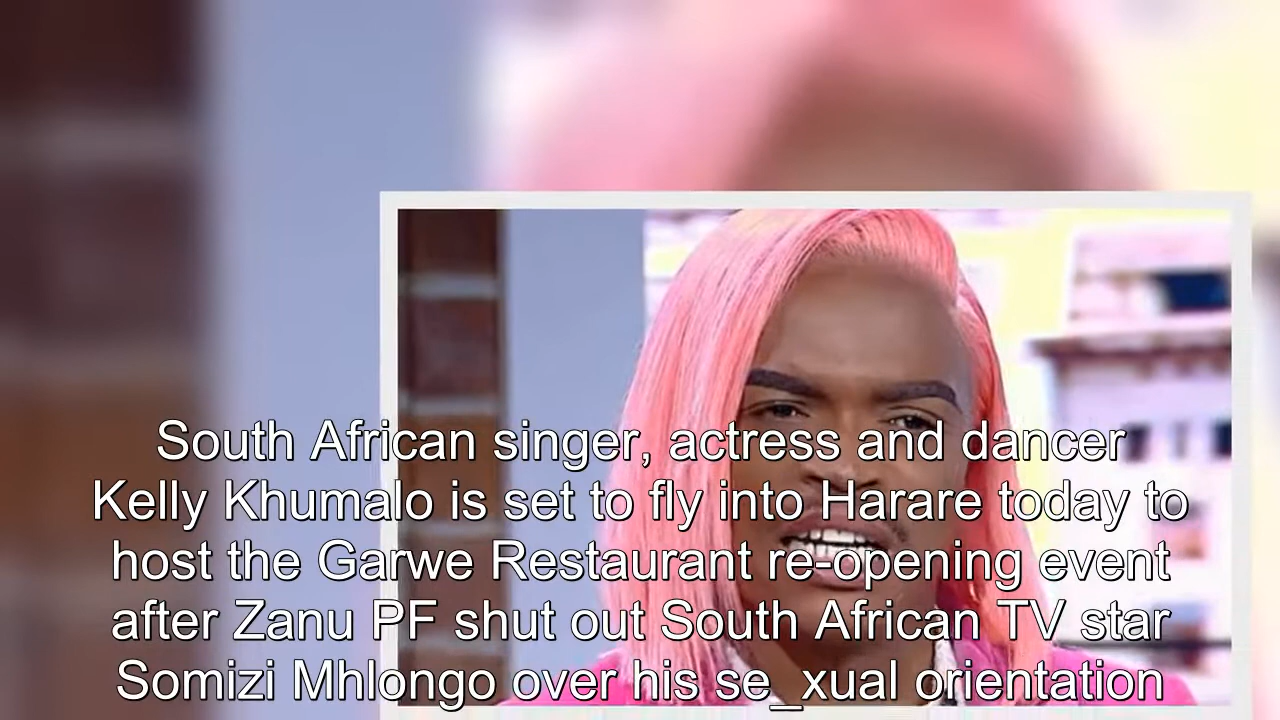 South African singer, actress and dancer
Kelly Khumalo is set to fly into Harare today to
host the Garwe Restaurant re-opening event
after Zanu PF shut out South African TV star
Somizi Mhlongo over his se_xual orientation